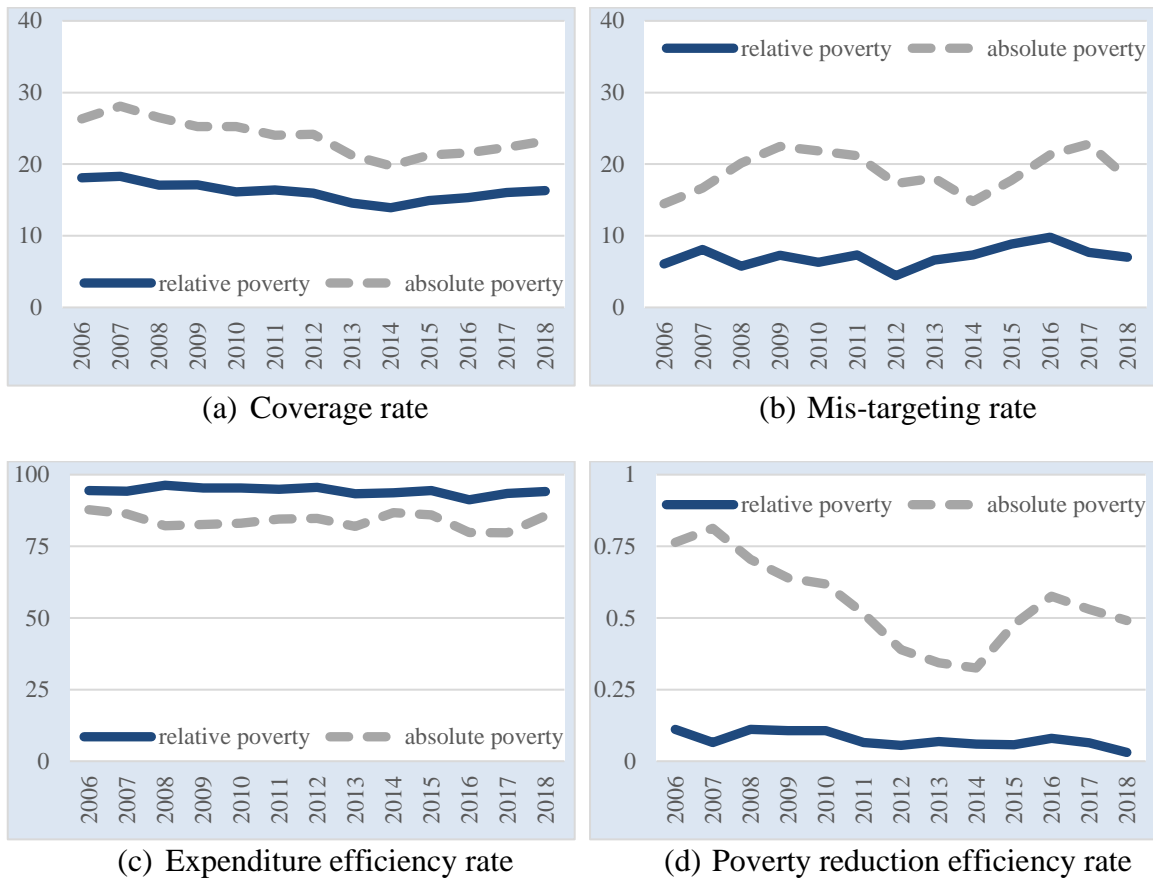 40
30
20
10
0
relative poverty absolute poverty
2006 2007 2008 2009 2010 2011 2012 2013 2014 2015 2016 2017 2018
(a) Coverage rate
40
30
20
10
0
relative poverty absolute poverty
2006 2007 2008 2009 2010 2011 2012 2013 2014 2015 2016 2017 2018
(b) Mis-targeting rate
100
75
50
25
0
relative poverty absolute poverty
2006 2007 2008 2009 2010 2011 2012 2013 2014 2015 2016 2017 2018
(c) Expenditure efficiency rate
1
0.75
0.5
0.25
0
relative poverty absolute poverty
2006 2007 2008 2009 2010 2011 2012 2013 2014 2015 2016 2017 2018
(d) Poverty reduction efficiency rate